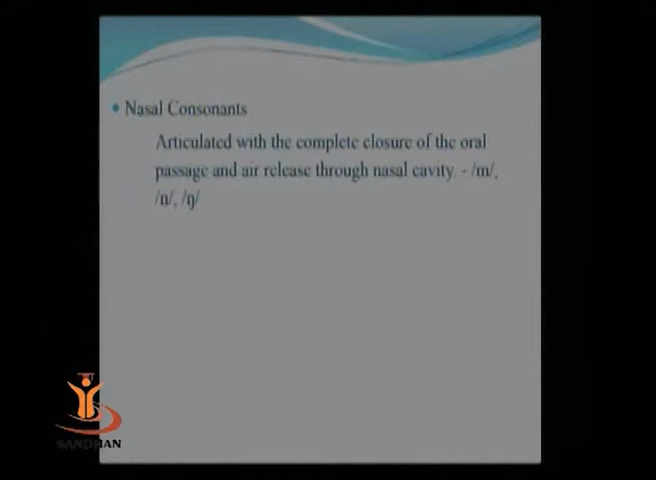 • Nasal Consonants
Articulated with the complete closure of the oral
passage and air release through nasal cavity. - /m/,
/n/, /ŋ/
SANDHAN